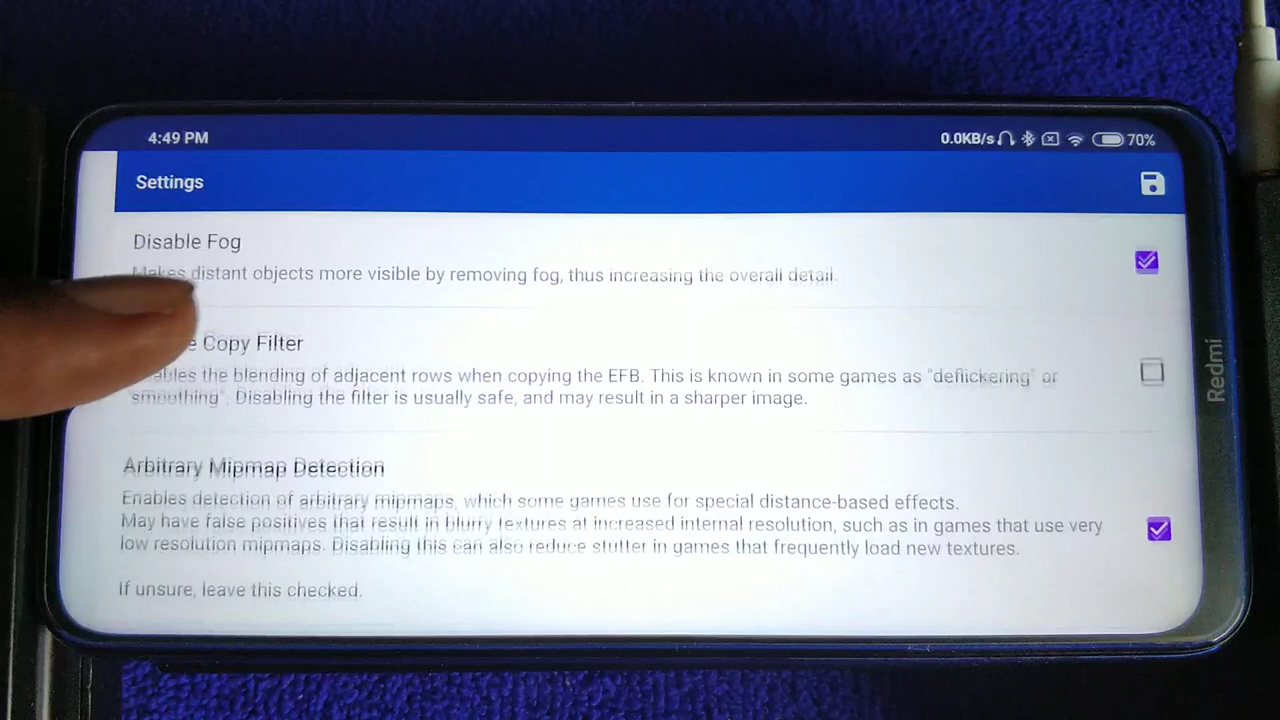 4:49 PM
0.0KB/s 70%
Settings
Disable Fog
Makes distant objects more visible by removing fog, thus increasing the overall detail.
Copy Filter
the blending of adjacent rows when copying the EFB. This is known in some games as "deflickering" or
smoothing". Disabling the filter is usually safe, and may result in a sharper image.
Arbitrary Mipmap Detection
Enables detection of arbitrary mipmaps, which some games use for special distance-based effects.
May have false positives that result in blurry textures at increased internal resolution, such as in games that use very
low resolution mipmaps. Disabling this can also reduce stutter in games that frequently load new textures.
If unsure, leave this checked.
Redmi